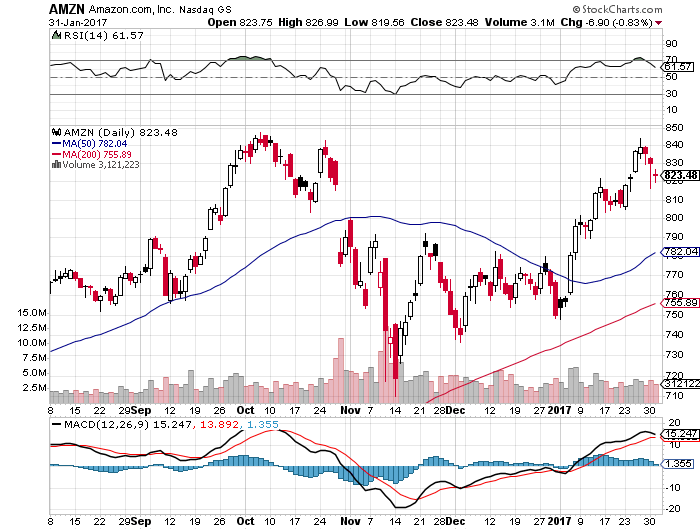 AMZN Amazon.com, Inc. Nasdaq GS © StockCharts.com
31-Jan-2017 Open 823.75 High 826.99 Low 819.56 Close 823.48 Volume 3.1M Chg -6.90 (-0.83%)
RSI(14) 61.57
90
70
61.57
50
30
10
AMZN (Daily) 823.48
MA(50) 782.04
MA(200) 755.89
Volume 3,121,223
850
840
830
823.48
810
800
790
782.04
770
760
755.89
740
730
720
710
3121223
15.0M
12.5M
10.0M
7.5M
5.0M
2.5M
8 15 22 29 Sep 12 19 26 Oct 10 17 24 Nov 7 14 21 28 Dec 12 19 27 2017 9 17 23 30
MACD(12,26,9) 15.247, 13.892, 1.355
20
15.247
10
1.355
-10
-20
8 15 22 29 Sep 12 19 26 Oct 10 17 24 Nov 7 14 21 28 Dec 12 19 27 2017 9 17 23 30